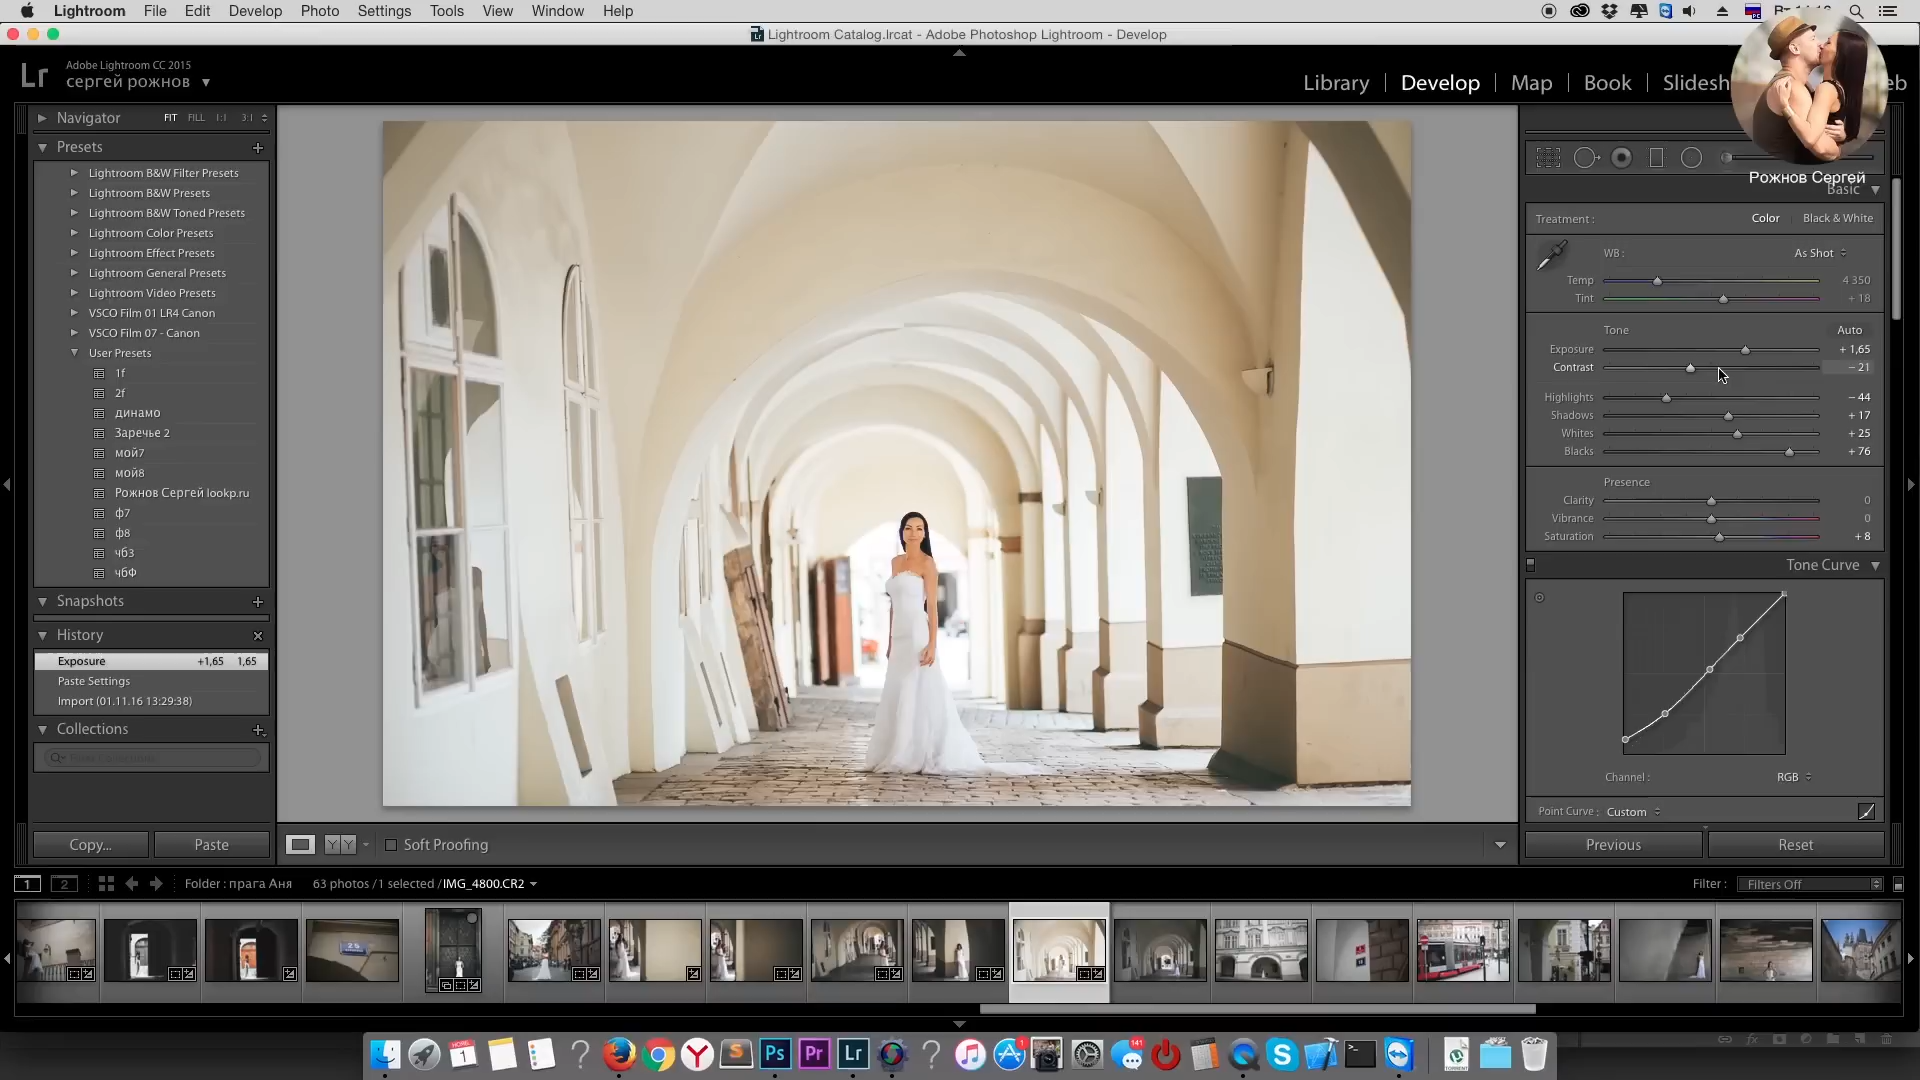 Lightroom File Edit Develop Photo Settings Tools View Window Help
Lightroom Catalog.lrcat - Adobe Photoshop Lightroom - Develop
Lr Adobe Lightroom CC 2015
сергей рожнов
Library Develop Map Book
Рожнов Сергей
Navigator FIT FILL 1:1 3:1
Presets
Lightroom B&W Filter Presets
Lightroom B&W Presets
Lightroom B&W Toned Presets
Lightroom Color Presets
Lightroom Effect Presets
Lightroom General Presets
Lightroom Video Presets
VSCO Film 01 LR4 Canon
VSCO Film 07 - Canon
User Presets
1f
2f
динамо
Заречье 2
мой7
мой8
Рожнов Сергей lookp.ru
ф7
ф8
чб3
чбФ
Snapshots
History
Exposure +1,65 1,65
Paste Settings
Import (01.11.16 13:29:38)
Collections
Copy... Paste
Soft Proofing
Basic
Treatment : Color Black & White
WB : As Shot
Temp 4 350
Tint + 18
Tone Auto
Exposure + 1,65
Contrast – 21
Highlights – 44
Shadows + 17
Whites + 25
Blacks + 76
Presence
Clarity 0
Vibrance 0
Saturation + 8
Tone Curve
Channel : RGB
Point Curve : Custom
Previous Reset
1 2 Folder : прага Аня 63 photos / 1 selected / IMG_4800.CR2
Filter : Filters Off
1 Ps Pr Lr 1 141